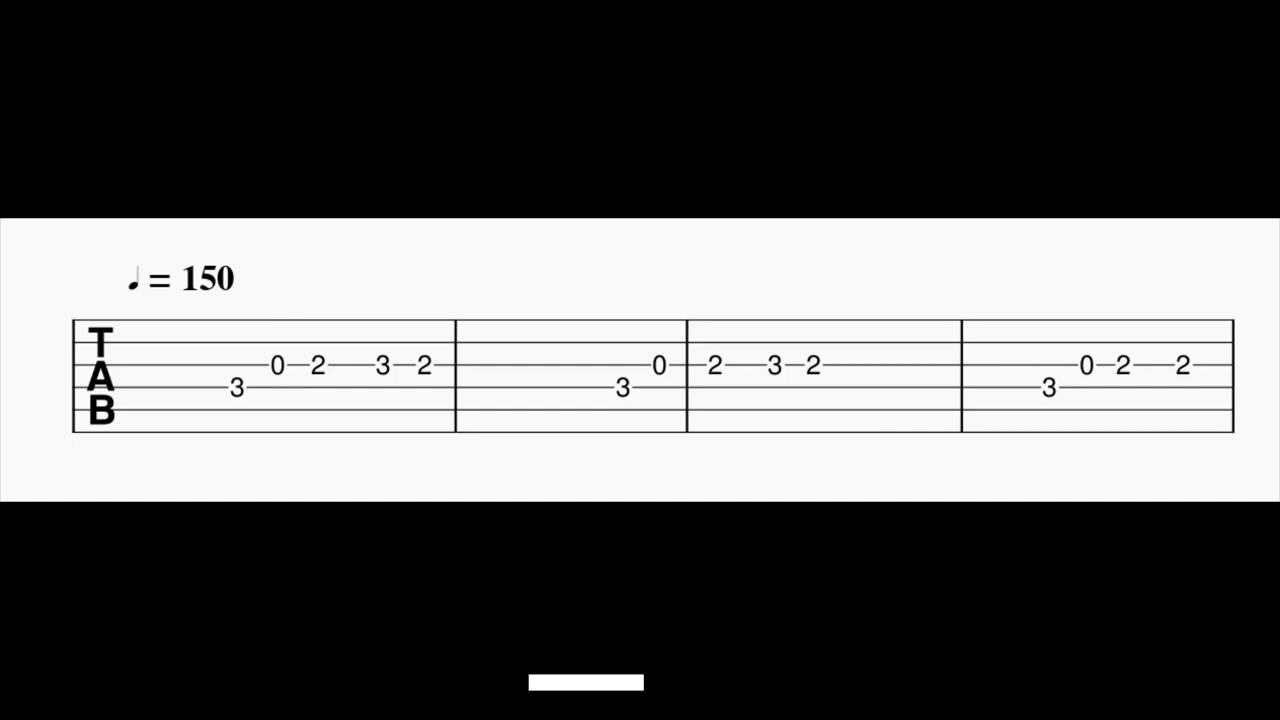 ♩ = 150
T
A
B
0 2 3 2 0 2 3 2 0 2 2
3 3 3